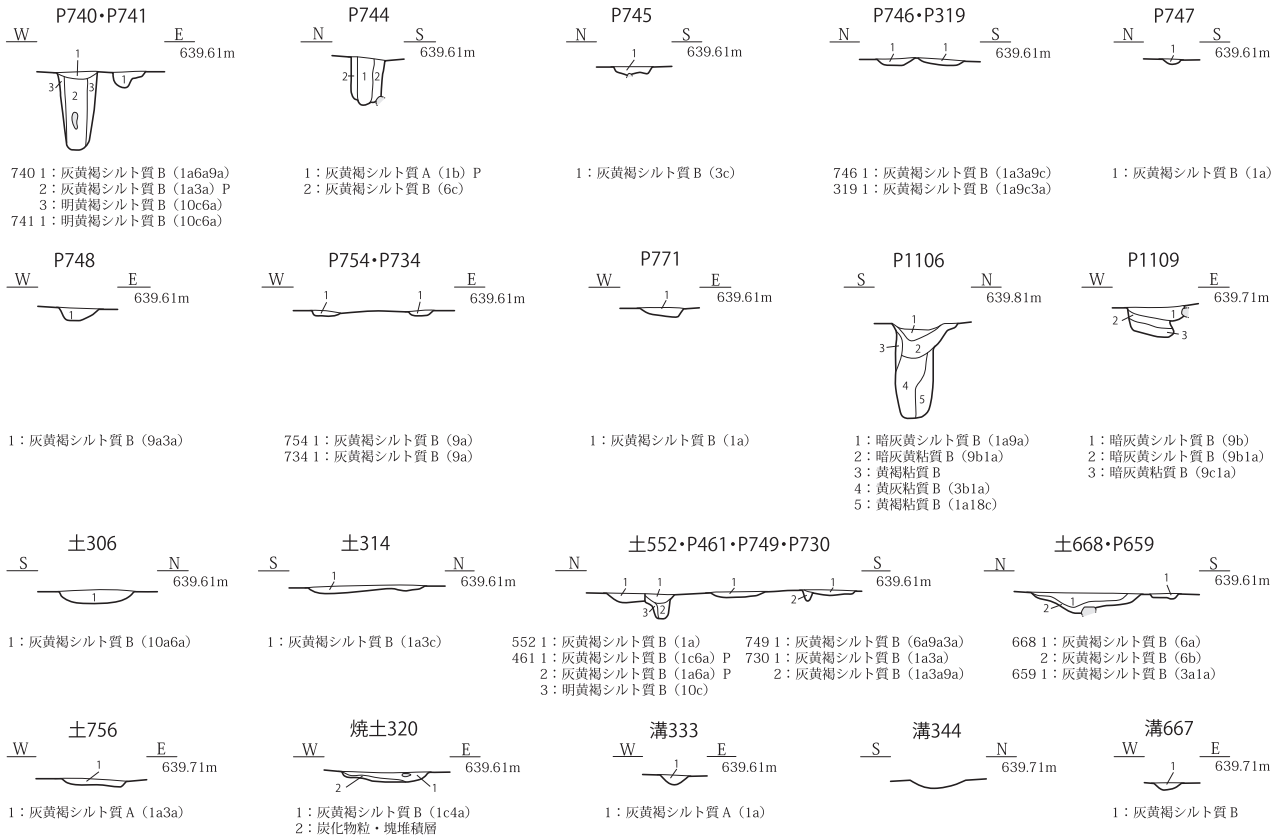 P740・P741
W E
639.61m
1
3 2 3 1
740 1：灰黄褐シルト質B（1a6a9a）
2：灰黄褐シルト質B（1a3a）P
3：明黄褐シルト質B（10c6a）
741 1：明黄褐シルト質B（10c6a）
P744
N S
639.61m
2 1 2
1：灰黄褐シルト質A（1b）P
2：灰黄褐シルト質B（6c）
P745
N S
639.61m
1
1：灰黄褐シルト質B（3c）
P746・P319
N S
639.61m
1 1
746 1：灰黄褐シルト質B（1a3a9c）
319 1：灰黄褐シルト質B（1a9c3a）
P747
N S
639.61m
1
1：灰黄褐シルト質B（1a）
P748
W E
639.61m
1
1：灰黄褐シルト質B（9a3a）
P754・P734
W E
639.61m
1 1
754 1：灰黄褐シルト質B（9a）
734 1：灰黄褐シルト質B（9a）
P771
W E
639.61m
1
1：灰黄褐シルト質B（1a）
P1106
S N
639.81m
1
3 2
4
5
1：暗灰黄シルト質B（1a9a）
2：暗灰黄粘質B（9b1a）
3：黄褐粘質B
4：黄灰粘質B（3b1a）
5：黄褐粘質B（1a18c）
P1109
W E
639.71m
2 1
3
1：暗灰黄シルト質B（9b）
2：暗灰黄シルト質B（9b1a）
3：暗灰黄粘質B（9c1a）
土306
S N
639.61m
1
1：灰黄褐シルト質B（10a6a）
土314
S N
639.61m
1
1：灰黄褐シルト質B（1a3c）
土552・P461・P749・P730
N S
639.61m
1 1 1 1
3 2 2
552 1：灰黄褐シルト質B（1a）
461 1：灰黄褐シルト質B（1c6a）P
2：灰黄褐シルト質B（1a6a）P
3：明黄褐シルト質B（10c）
749 1：灰黄褐シルト質B（6a9a3a）
730 1：灰黄褐シルト質B（1a3a）
2：灰黄褐シルト質B（1a3a9a）
土668・P659
N S
639.61m
1
2 1
668 1：灰黄褐シルト質B（6a）
2：灰黄褐シルト質B（6b）
659 1：灰黄褐シルト質B（3a1a）
土756
W E
639.71m
1
1：灰黄褐シルト質A（1a3a）
焼土320
W E
639.61m
2 1
1：灰黄褐シルト質B（1c4a）
2：炭化物粒・塊堆積層
溝333
W E
639.61m
1
1：灰黄褐シルト質A（1a）
溝344
S N
639.71m
溝667
W E
639.71m
1
1：灰黄褐シルト質B